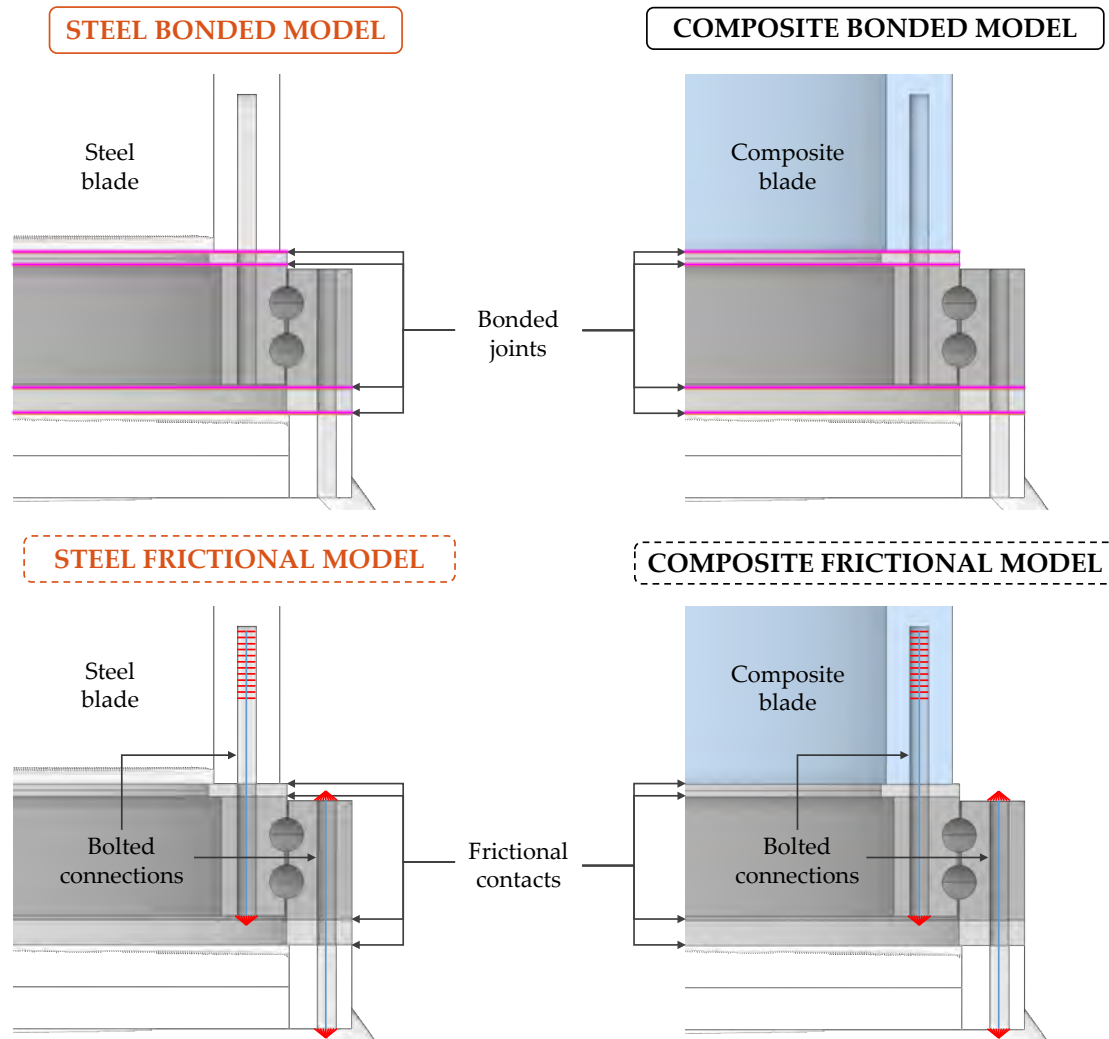 STEEL BONDED MODEL
COMPOSITE BONDED MODEL
Steel
blade
Composite
blade
Bonded
joints
STEEL FRICTIONAL MODEL
COMPOSITE FRICTIONAL MODEL
Steel
blade
Composite
blade
Bolted
connections
Frictional
contacts
Bolted
connections